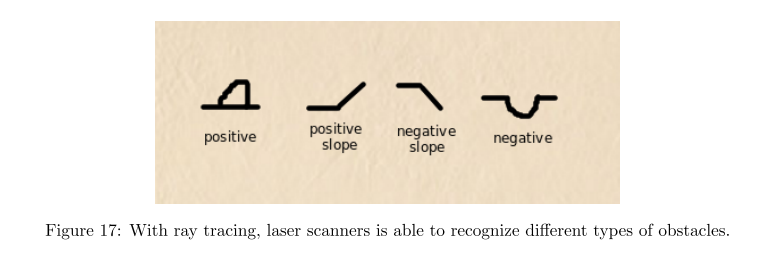 positive
positive
slope
negative
slope
negative
Figure 17: With ray tracing, laser scanners is able to recognize different types of obstacles.